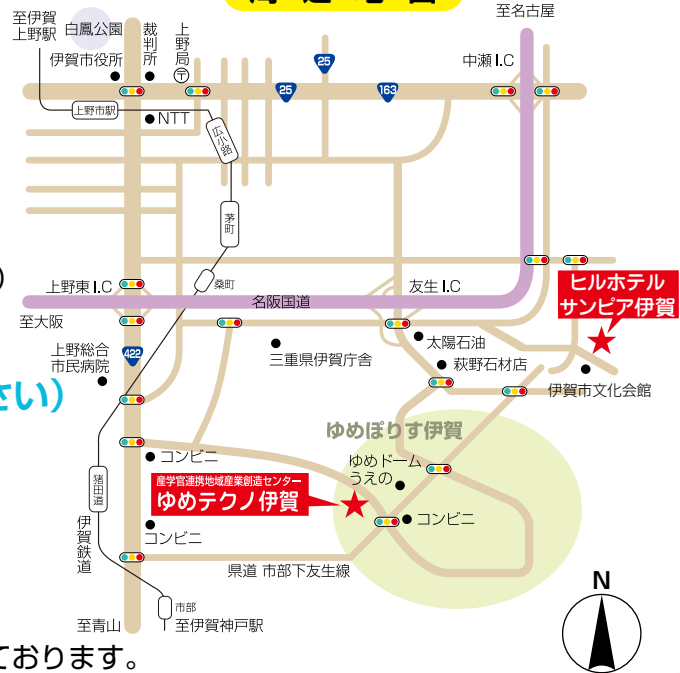 至名古屋
至伊賀
上野駅
白鳳公園
裁判所
上野局
〒
伊賀市役所
25
中瀬 I.C
25
163
上野市駅
NTT
広小路
茅町
桑町
上野東 I.C
友生 I.C
名阪国道
ヒルホテル
サンピア伊賀
至大阪
太陽石油
上野総合
市民病院
422
三重県伊賀庁舎
萩野石材店
伊賀市文化会館
さい）
ゆめぽりす伊賀
コンビニ
ゆめドーム
うえの
猪田道
産学官連携地域産業創造センター
ゆめテクノ伊賀
コンビニ
伊賀鉄道
コンビニ
県道 市部下友生線
N
市部
至青山
至伊賀神戸駅
ております。